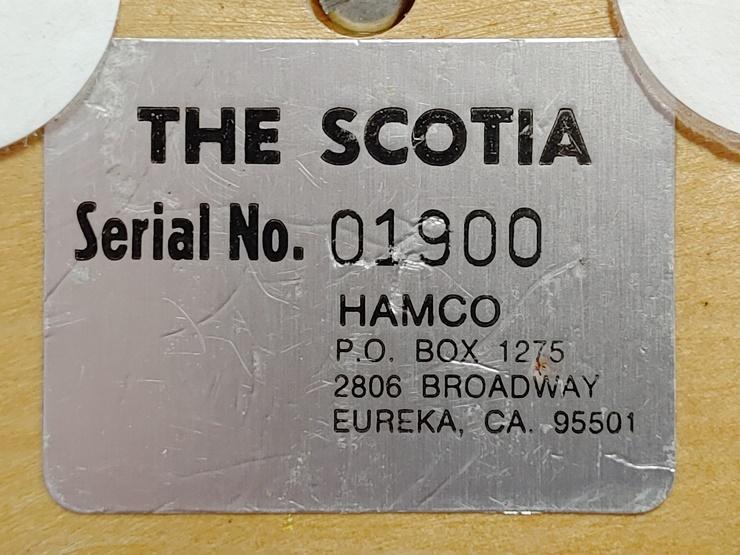 THE SCOTIA
Serial No. 01900
HAMCO
P.O. BOX 1275
2806 BROADWAY
EUREKA, CA. 95501